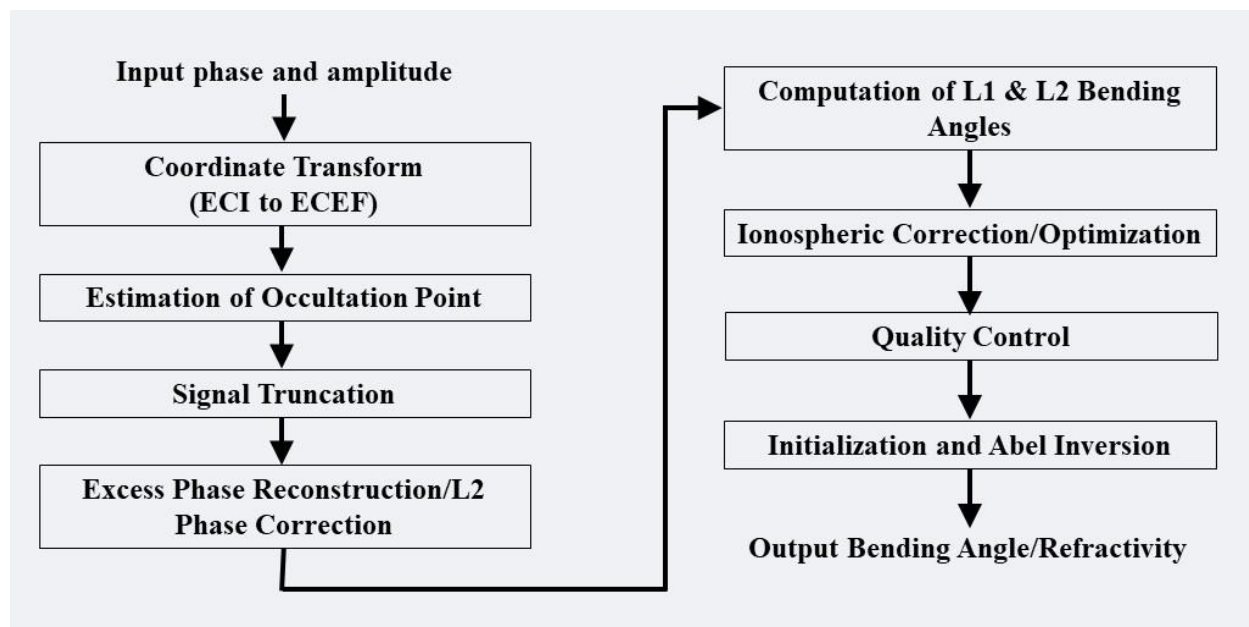 Input phase and amplitude
Coordinate Transform
(ECI to ECEF)
Estimation of Occultation Point
Signal Truncation
Excess Phase Reconstruction/L2
Phase Correction
Computation of L1 & L2 Bending
Angles
Ionospheric Correction/Optimization
Quality Control
Initialization and Abel Inversion
Output Bending Angle/Refractivity